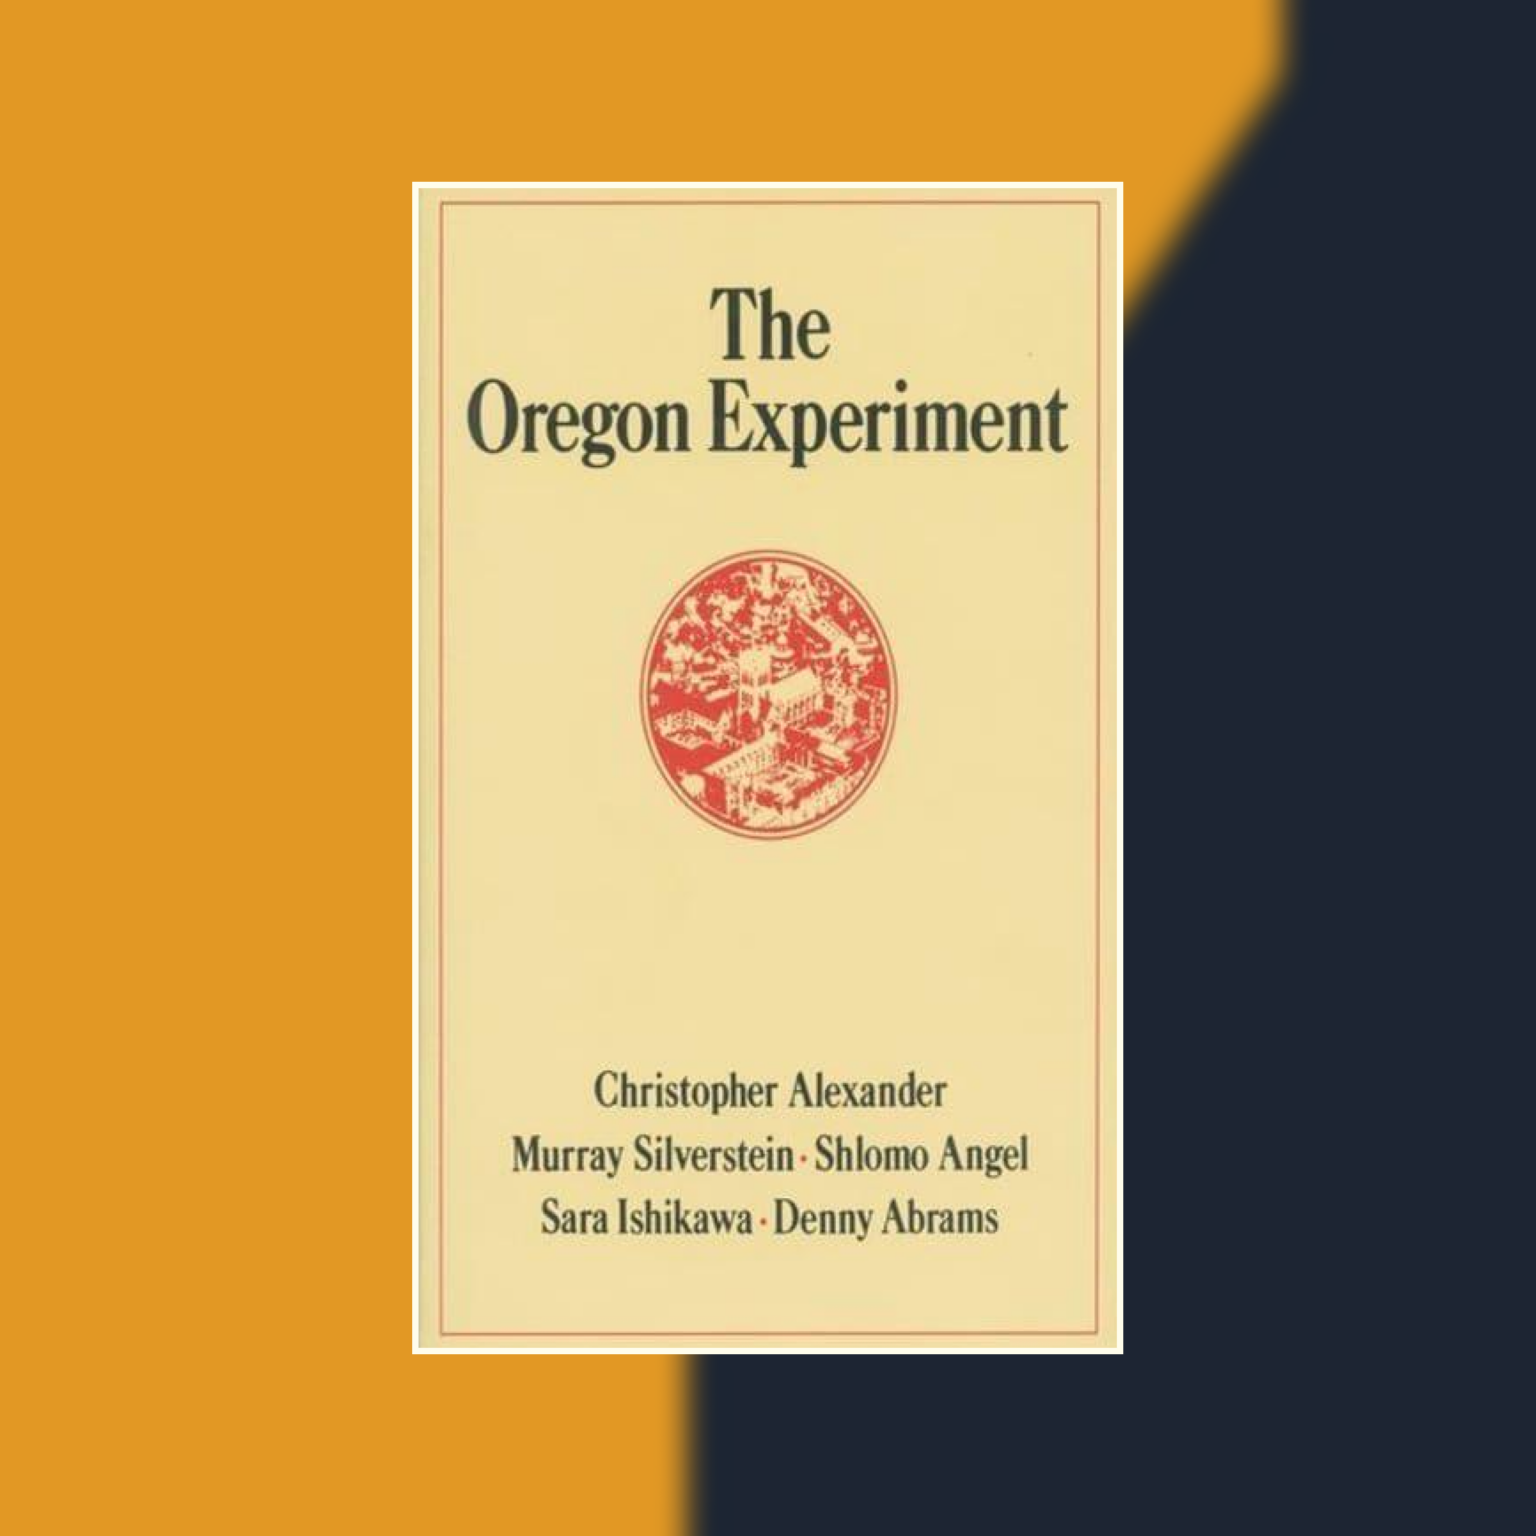 The
Oregon Experiment
Christopher Alexander
Murray Silverstein · Shlomo Angel
Sara Ishikawa · Denny Abrams